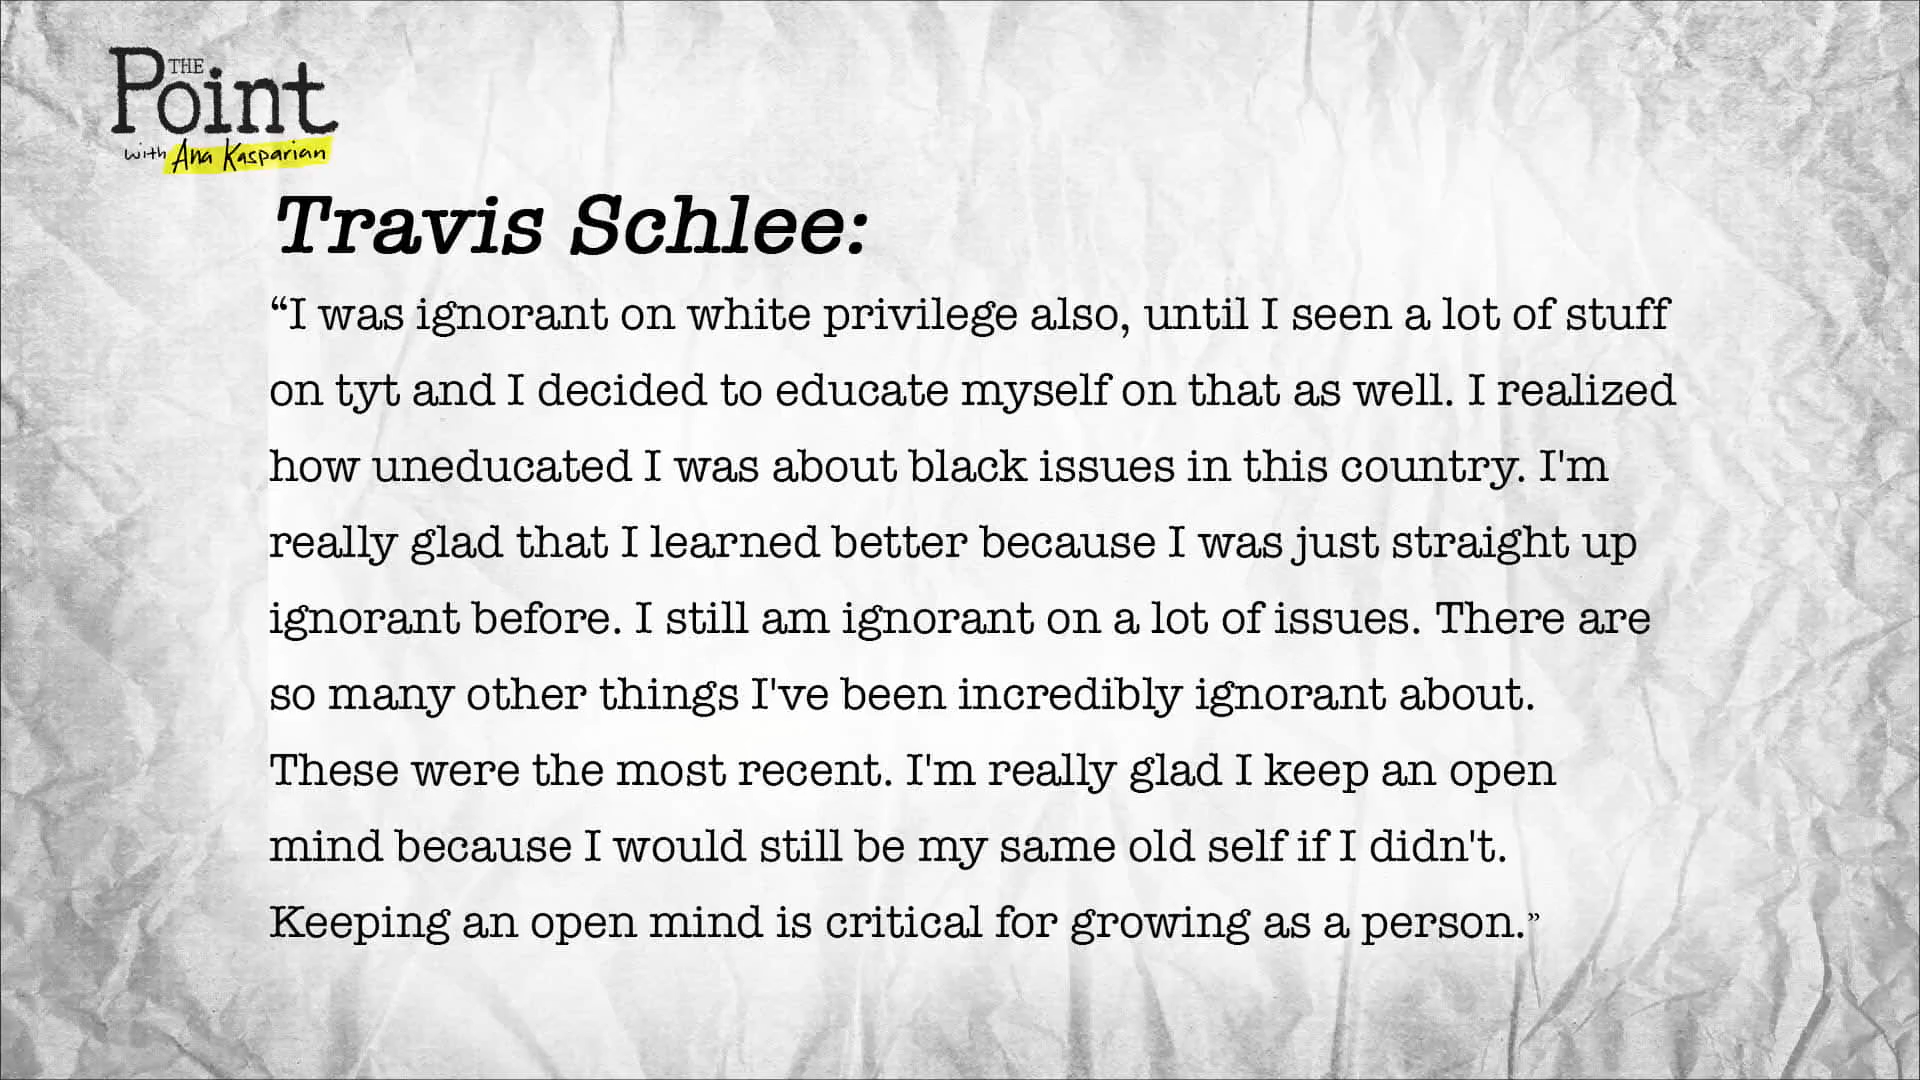 THE
Point
with Ana Kasparian
Travis Schlee:
“I was ignorant on white privilege also, until I seen a lot of stuff
on tyt and I decided to educate myself on that as well. I realized
how uneducated I was about black issues in this country. I'm
really glad that I learned better because I was just straight up
ignorant before. I still am ignorant on a lot of issues. There are
so many other things I've been incredibly ignorant about.
These were the most recent. I'm really glad I keep an open
mind because I would still be my same old self if I didn't.
Keeping an open mind is critical for growing as a person.”